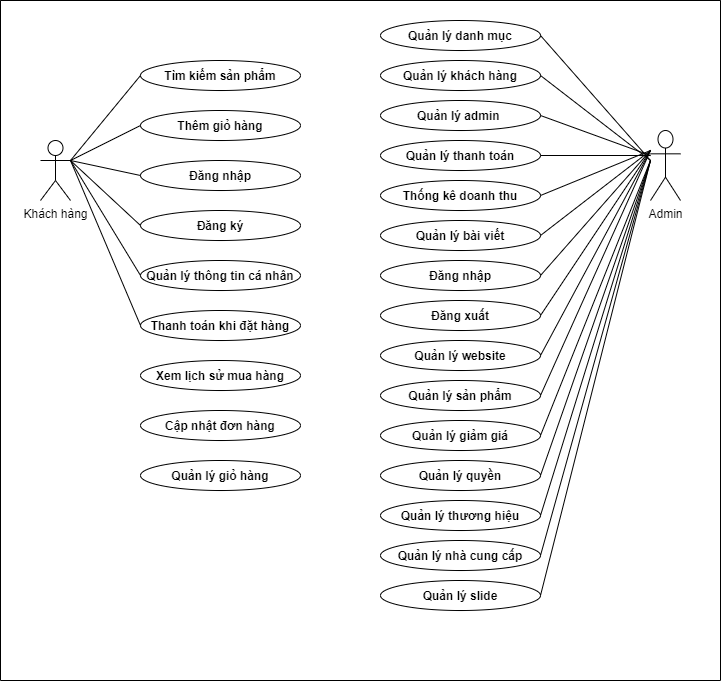 Tìm kiếm sản phẩm
Thêm giỏ hàng
Đăng nhập
Đăng ký
Quản lý thông tin cá nhân
Thanh toán khi đặt hàng
Xem lịch sử mua hàng
Cập nhật đơn hàng
Quản lý giỏ hàng
Khách hàng
Quản lý danh mục
Quản lý khách hàng
Quản lý admin
Quản lý thanh toán
Thống kê doanh thu
Quản lý bài viết
Đăng nhập
Đăng xuất
Quản lý website
Quản lý sản phẩm
Quản lý giảm giá
Quản lý quyền
Quản lý thương hiệu
Quản lý nhà cung cấp
Quản lý slide
Admin